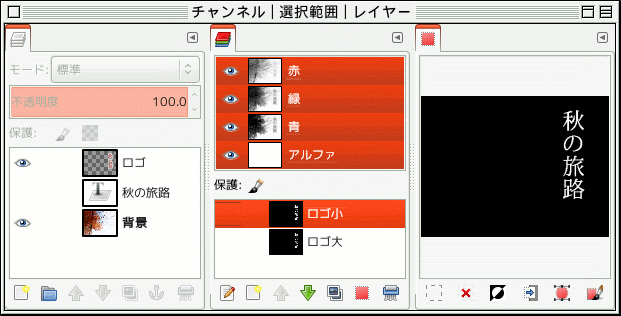 チャンネル | 選択範囲 | レイヤー
モード: 標準
不透明度 100.0
保護:
ロゴ
秋の旅路
背景
赤
緑
青
アルファ
保護:
ロゴ小
ロゴ大
秋の旅路